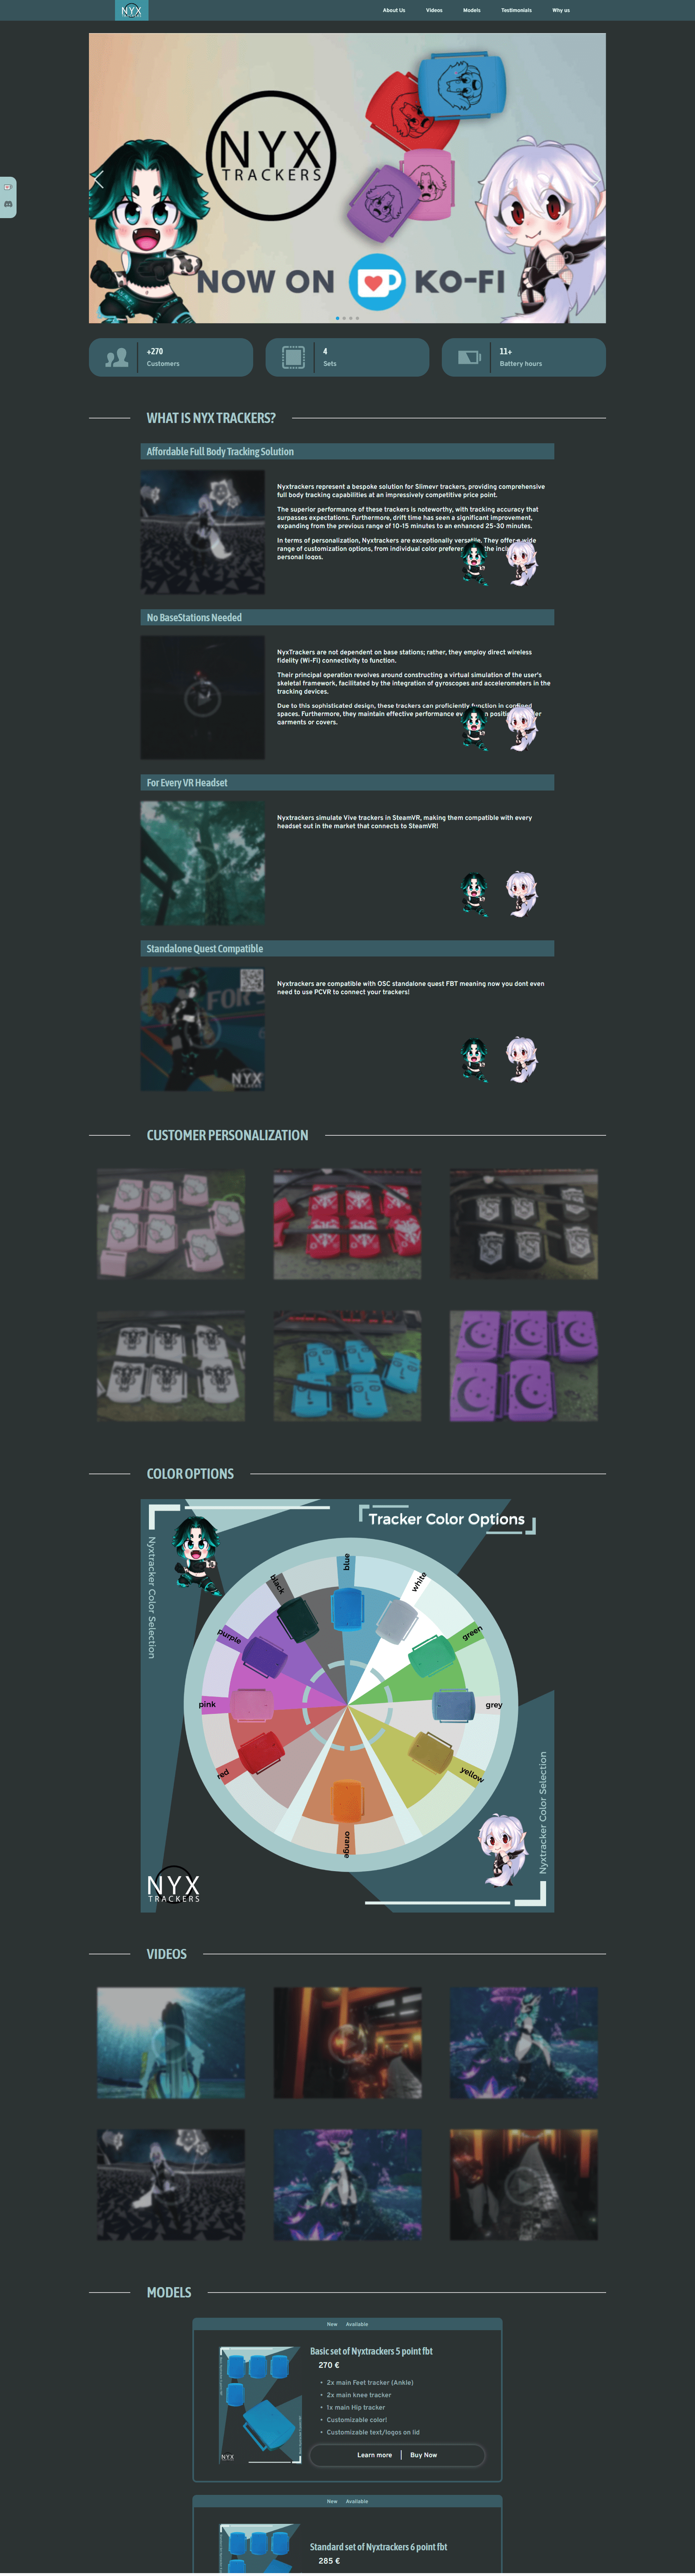 NYX
About Us
Videos
Models
Testimonials
Why us
NYX
TRACKERS
NOW ON KO-FI
+270
Customers
4
Sets
11+
Battery hours
WHAT IS NYX TRACKERS?
Affordable Full Body Tracking Solution
Nyxtrackers represent a bespoke solution for Slimevr trackers, providing comprehensive
full body tracking capabilities at an impressively competitive price point.
The superior performance of these trackers is noteworthy, with tracking accuracy that
surpasses expectations. Furthermore, drift time has seen a significant improvement,
expanding from the previous range of 10-15 minutes to an enhanced 25-30 minutes.
In terms of personalization, Nyxtrackers are exceptionally versatile. They offer wide
range of customization options, from individual color the
personal logos.
No BaseStations Needed
NyxTrackers are not dependent on base stations; rather, they employ direct wireless
fidelity (Wi-Fi) connectivity to function.
Their principal operation revolves around constructing a virtual simulation of the user's
skeletal framework, facilitated by the integration of gyroscopes and accelerometers in the
tracking devices.
Due to this sophisticated design, these trackers can proficiently function in confined
spaces. Furthermore, they maintain effective performance
garments or covers.
For Every VR Headset
Nyxtrackers simulate Vive trackers in SteamVR, making them compatible with every
headset out in the market that connects to SteamVR!
Standalone Quest Compatible
FOR
NYX
TRACKERS
Nyxtrackers are compatible with OSC standalone quest FBT meaning now you dont even
need to use PCVR to connect your trackers!
CUSTOMER PERSONALIZATION
COLOR OPTIONS
Tracker Color Options
Nyxtracker Color Selection
blue
black
white
purple
green
pink
grey
red
yellow
orange
Nyxtracker Color Selection
NYX
TRACKERS
VIDEOS
MODELS
New Available
Basic set of Nyxtrackers 5 point fbt
270 €
• 2x main Feet tracker (Ankle)
• 2x main knee tracker
• 1x main Hip tracker
• Customizable color!
• Customizable text/logos on lid
NYX
Learn more | Buy Now
New Available
Standard set of Nyxtrackers 6 point fbt
285 €